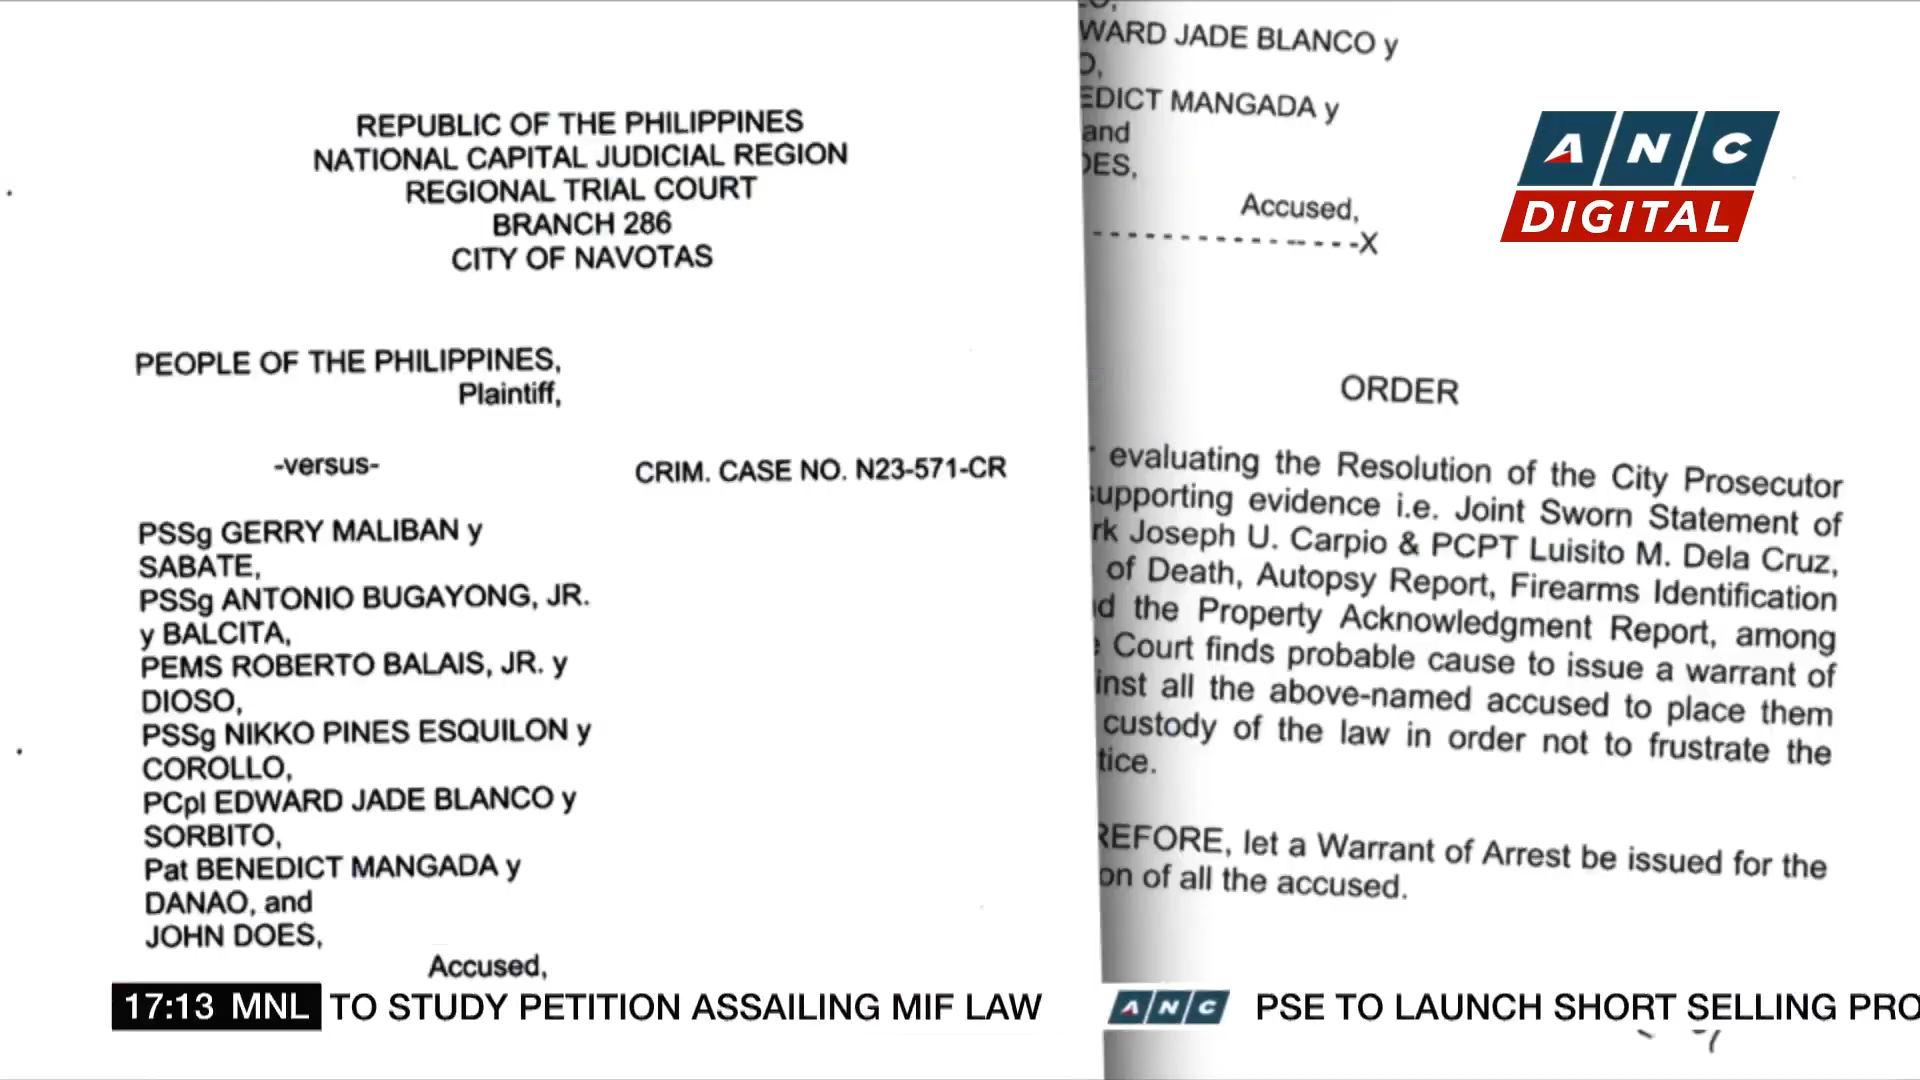 REPUBLIC OF THE PHILIPPINES
NATIONAL CAPITAL JUDICIAL REGION
REGIONAL TRIAL COURT
BRANCH 286
CITY OF NAVOTAS
PEOPLE OF THE PHILIPPINES,
Plaintiff,
-versus-
CRIM. CASE NO. N23-571-CR
PSSg GERRY MALIBAN y
SABATE,
PSSg ANTONIO BUGAYONG, JR.
y BALCITA,
PEMS ROBERTO BALAIS, JR. y
DIOSO,
PSSg NIKKO PINES ESQUILON y
COROLLO,
PCpl EDWARD JADE BLANCO y
SORBITO,
Pat BENEDICT MANGADA y
DANAO, and
JOHN DOES,
Accused,
WARD JADE BLANCO y
O,
EDICT MANGADA y
and
OES,
Accused,
- - - - - - - - - - - - - - -- - - -X
ORDER
evaluating the Resolution of the City Prosecutor
supporting evidence i.e. Joint Sworn Statement of
rk Joseph U. Carpio & PCPT Luisito M. Dela Cruz,
of Death, Autopsy Report, Firearms Identification
d the Property Acknowledgment Report, among
Court finds probable cause to issue a warrant of
inst all the above-named accused to place them
custody of the law in order not to frustrate the
tice.
REFORE, let a Warrant of Arrest be issued for the
on of all the accused.
ANC
DIGITAL
17:13 MNL TO STUDY PETITION ASSAILING MIF LAW ANC PSE TO LAUNCH SHORT SELLING PRO